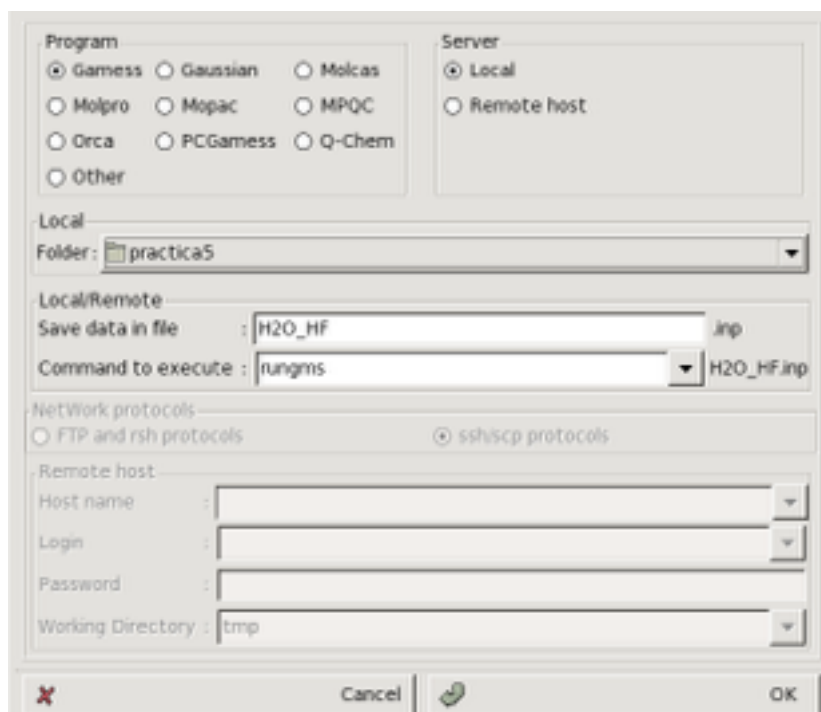 Program
Gamess Gaussian Molcas
Molpro Mopac MPQC
Orca PCGamess Q-Chem
Other
Server
Local
Remote host
Local
Folder : practica5
Local/Remote
Save data in file : H2O_HF .inp
Command to execute : rungms H2O_HF.inp
NetWork protocols
FTP and rsh protocols ssh/scp protocols
Remote host
Host name :
Login :
Password :
Working Directory : tmp
Cancel OK